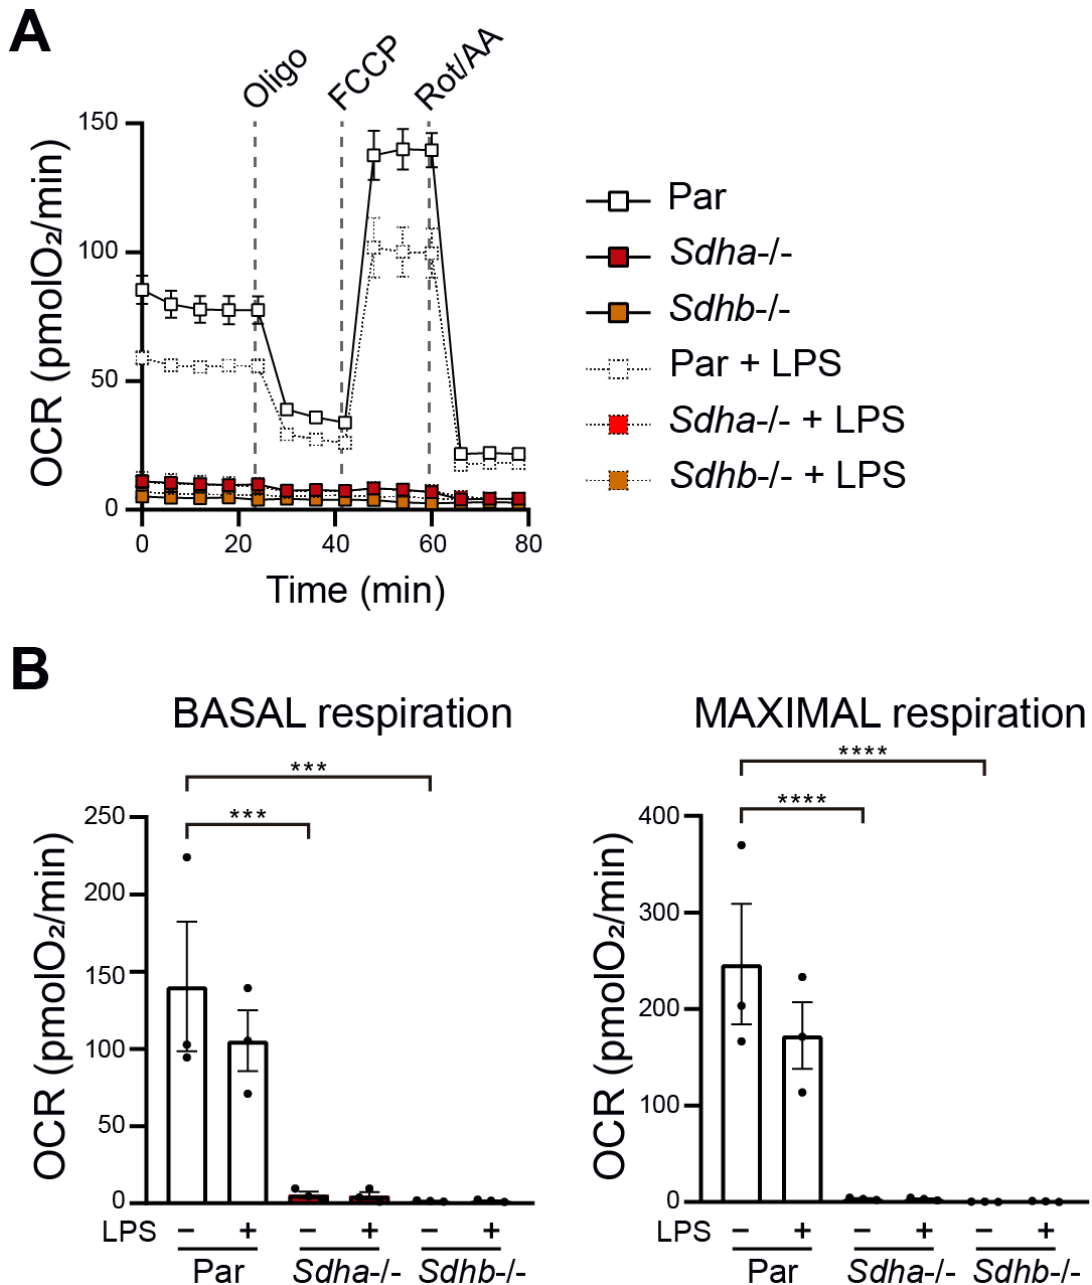 A
Oligo
FCCP
Rot/AA
150
100
50
0
OCR (pmolO₂/min)
0 20 40 60 80
Time (min)
Par
Sdha-/-
Sdhb-/-
Par + LPS
Sdha-/- + LPS
Sdhb-/- + LPS
B
BASAL respiration
***
***
250
200
150
100
50
0
OCR (pmolO₂/min)
LPS – + – + – +
Par Sdha-/- Sdhb-/-
MAXIMAL respiration
****
****
400
300
200
100
0
OCR (pmolO₂/min)
LPS – + – + – +
Par Sdha-/- Sdhb-/-